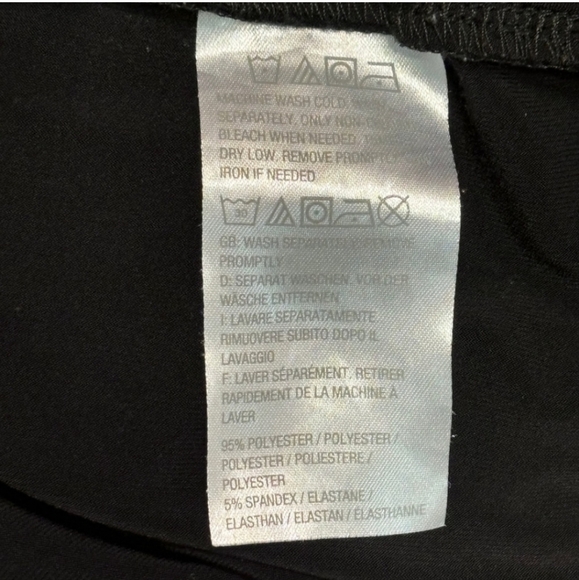 MACHINE WASH COLD. WASH
SEPARATELY. ONLY NON-
BLEACH WHEN NEEDED.
DRY LOW. REMOVE PROMPTLY
IRON IF NEEDED
30
GB: WASH SEPARATELY. REMOVE
PROMPTLY
D: SEPARAT WASCHEN, VOR DER
WÄSCHE ENTFERNEN
I: LAVARE SEPARATAMENTE
RIMUOVERE SUBITO DOPO IL
LAVAGGIO
F: LAVER SÉPARÉMENT. RETIRER
RAPIDEMENT DE LA MACHINE À
LAVER
95% POLYESTER / POLYESTER /
POLYESTER / POLIESTERE /
POLYESTER
5% SPANDEX / ELASTANE /
ELASTHAN / ELASTAN / ÉLASTHANNE